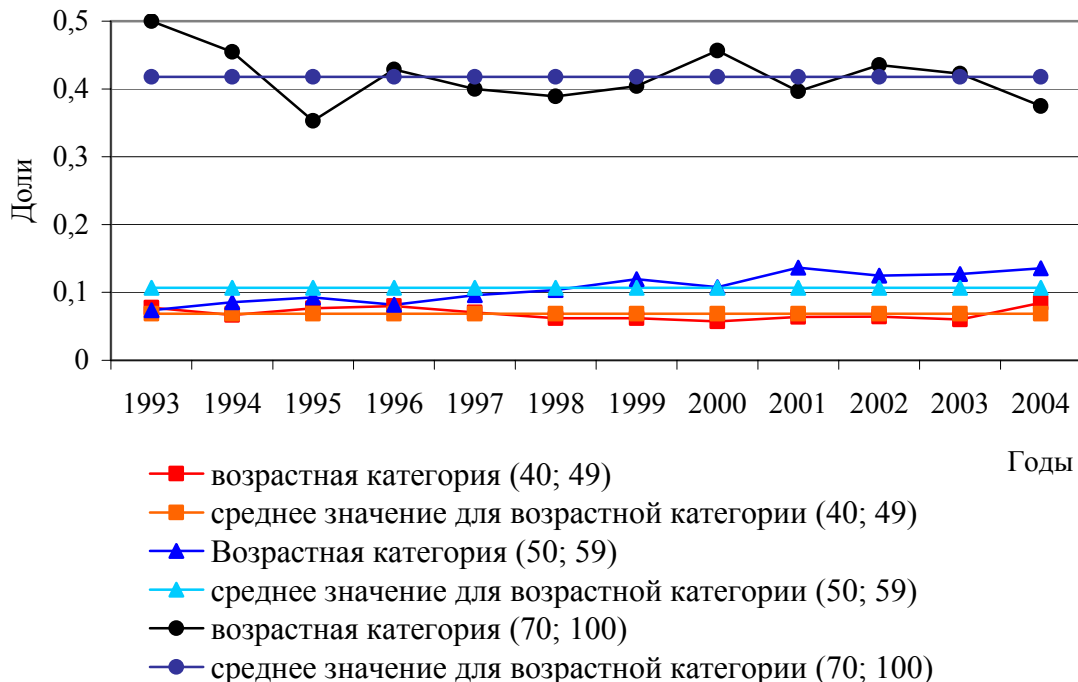 0,5
0,4
0,3
0,2
0,1
0
Доли
1993 1994 1995 1996 1997 1998 1999 2000 2001 2002 2003 2004
Годы
возрастная категория (40; 49)
среднее значение для возрастной категории (40; 49)
Возрастная категория (50; 59)
среднее значение для возрастной категории (50; 59)
возрастная категория (70; 100)
среднее значение для возрастной категории (70; 100)